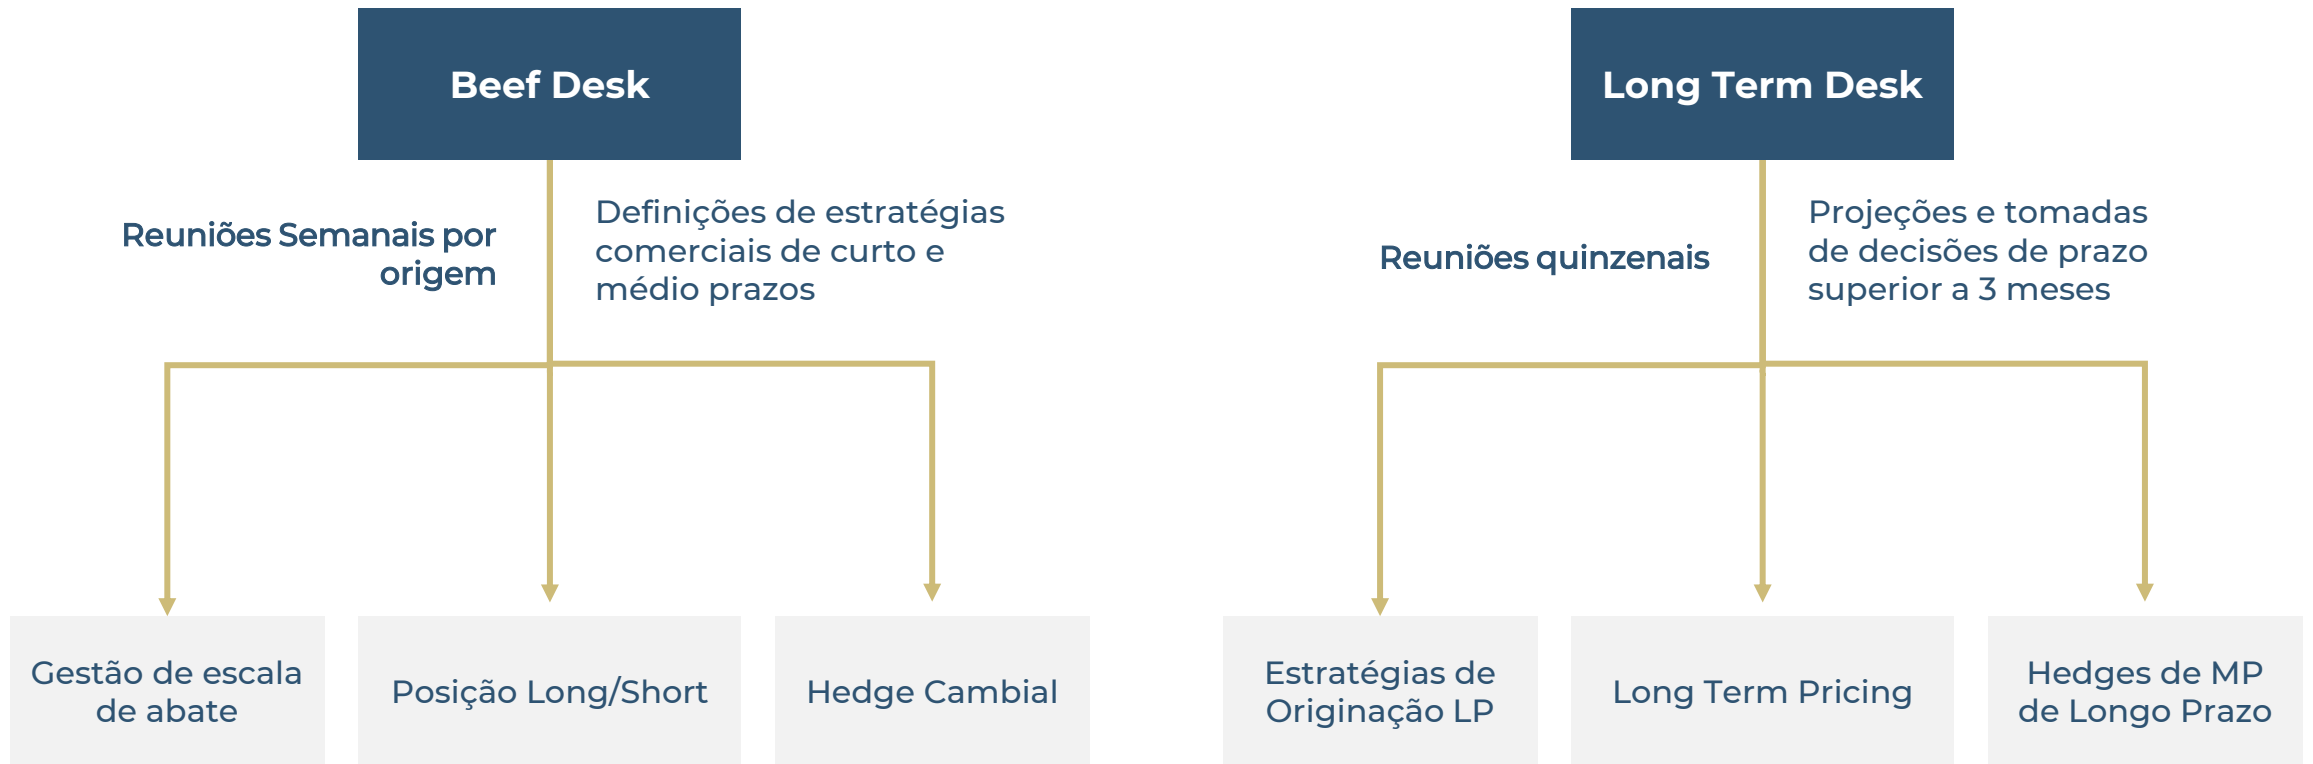 Beef Desk
Reuniões Semanais por
origem
Definições de estratégias
comerciais de curto e
médio prazos
Gestão de escala
de abate
Posição Long/Short
Hedge Cambial
Long Term Desk
Reuniões quinzenais
Projeções e tomadas
de decisões de prazo
superior a 3 meses
Estratégias de
Originação LP
Long Term Pricing
Hedges de MP
de Longo Prazo